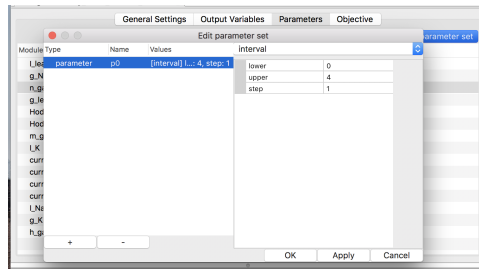 General Settings Output Variables Parameters Objective
Edit parameter set
parameter set
Module Type Name Values interval
parameter p0 [interval] l...: 4, step: 1
lower 0
upper 4
step 1
l_lea
g_N
n_ga
g_le
Hod
Hod
m_g
I_K
curr
curr
curr
curr
I_Na
g_K
h_ga
+ -
OK Apply Cancel